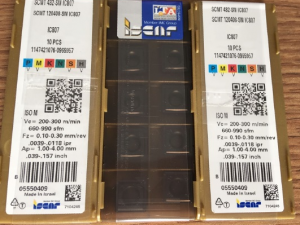 SCMT 432-SM IC807
SCMT 120408-SM IC807
IC807
10 PCS
P M K N S H
ISO M
Vc= 200-300 m/min
660-990 sfm
Fz= 0.10-0.30 mm/rev
.0039-.0118 ipr
Ap= 1.00-4.00 mm
.039-.157 inch
05550409
Made in Israel
iscar
iscar
SCMT 432-SM IC807
SCMT 120408-SM IC807
IC807
10 PCS
P M K N S H
ISO M
Vc= 200-300 m/min
660-990 sfm
Fz= 0.10-0.30 mm/rev
.0039-.0118 ipr
Ap= 1.00-4.00 mm
.039-.157 inch
05550409
Made in Israel
iscar